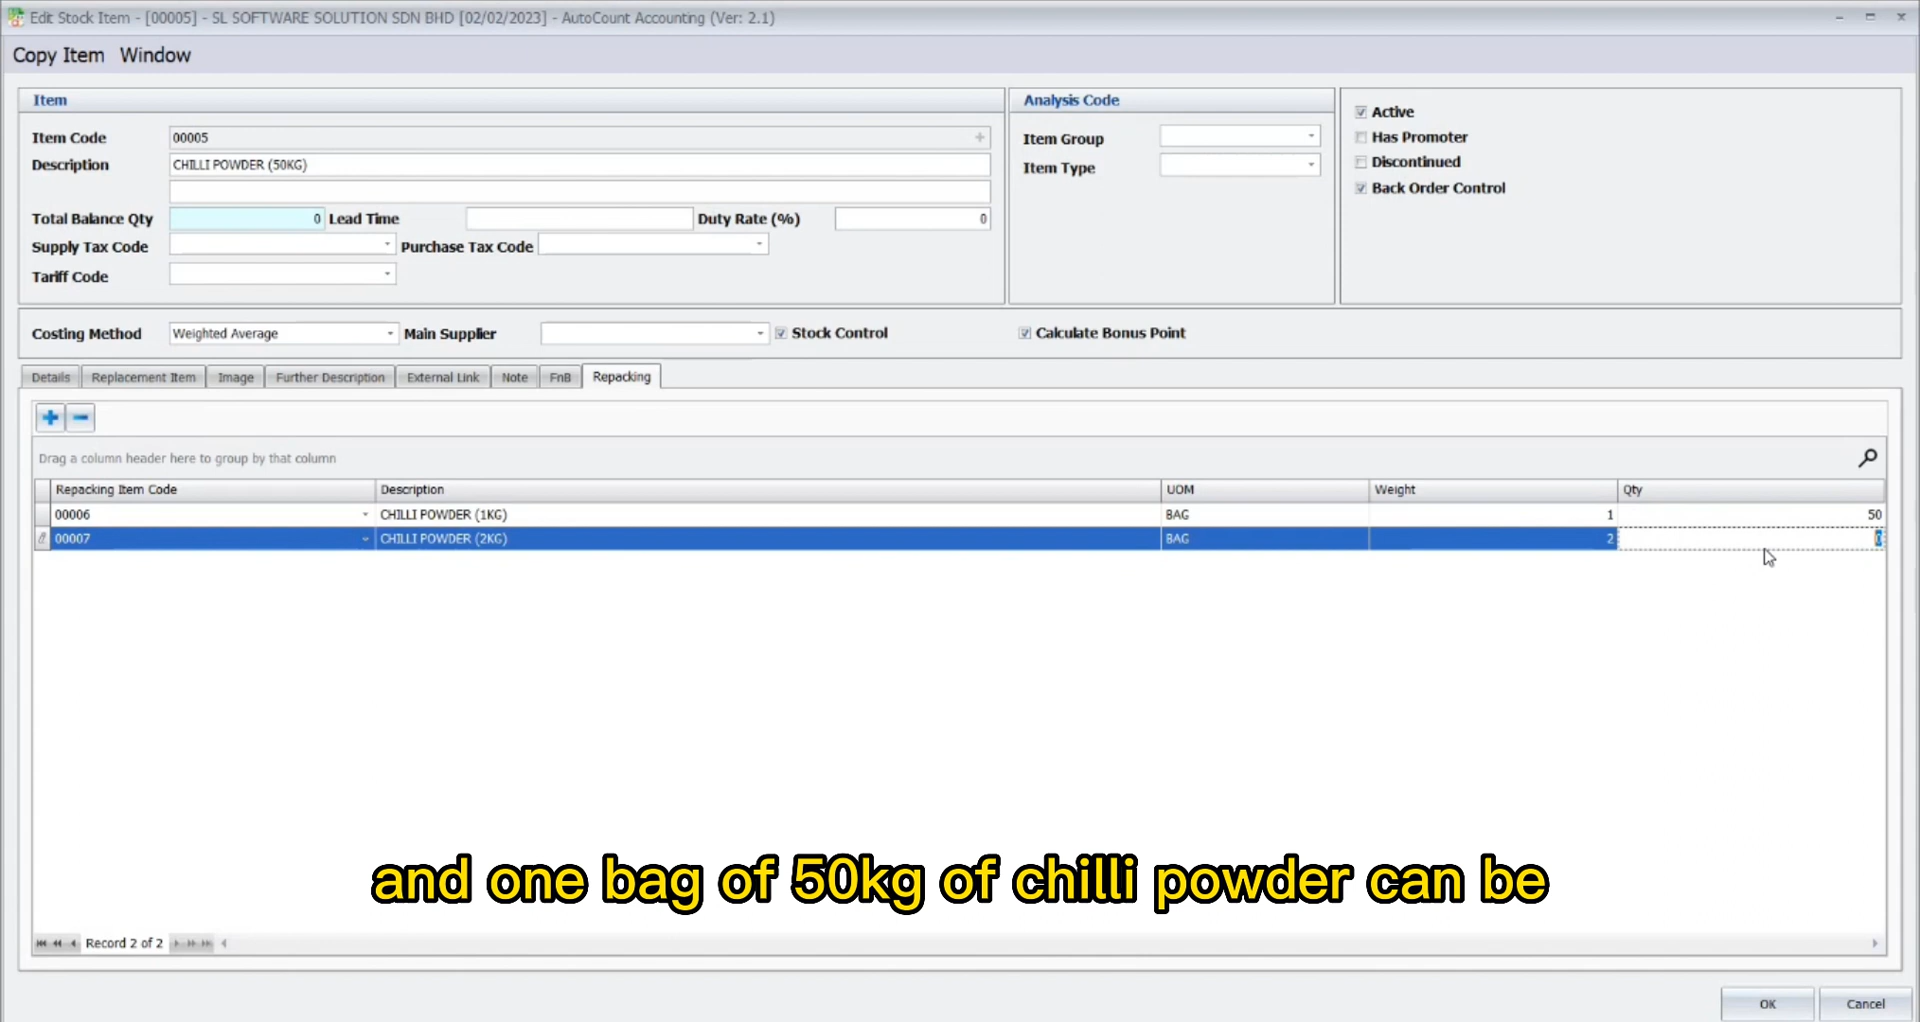 Edit Stock Item - [00005] - SL SOFTWARE SOLUTION SDN BHD [02/02/2023] - AutoCount Accounting (Ver: 2.1)
Copy Item Window
Item
Item Code 00005
Description CHILLI POWDER (50KG)
Total Balance Qty 0 Lead Time Duty Rate (%) 0
Supply Tax Code Purchase Tax Code
Tariff Code
Analysis Code
Item Group
Item Type
Active
Has Promoter
Discontinued
Back Order Control
Costing Method Weighted Average Main Supplier Stock Control Calculate Bonus Point
Details Replacement Item Image Further Description External Link Note FnB Repacking
Drag a column header here to group by that column
Repacking Item Code Description UOM Weight Qty
00006 CHILLI POWDER (1KG) BAG 1 50
00007 CHILLI POWDER (2KG) BAG 2 0
and one bag of 50kg of chilli powder can be
Record 2 of 2
OK Cancel